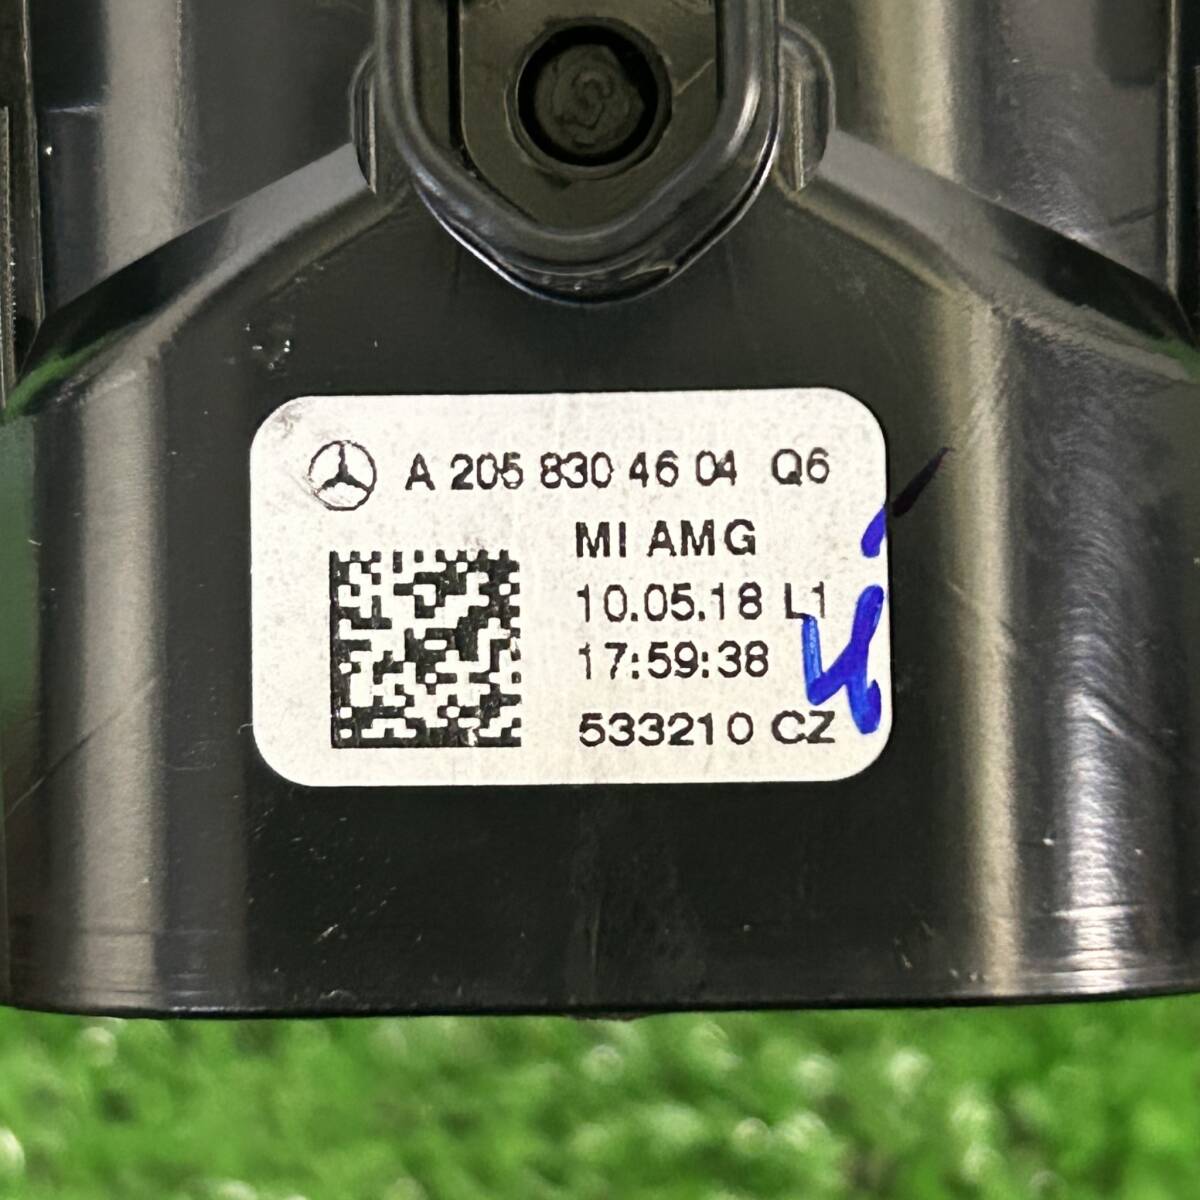 A 205 830 46 04 Q6
MI AMG
10.05.18 L1
17:59:38
533210 CZ